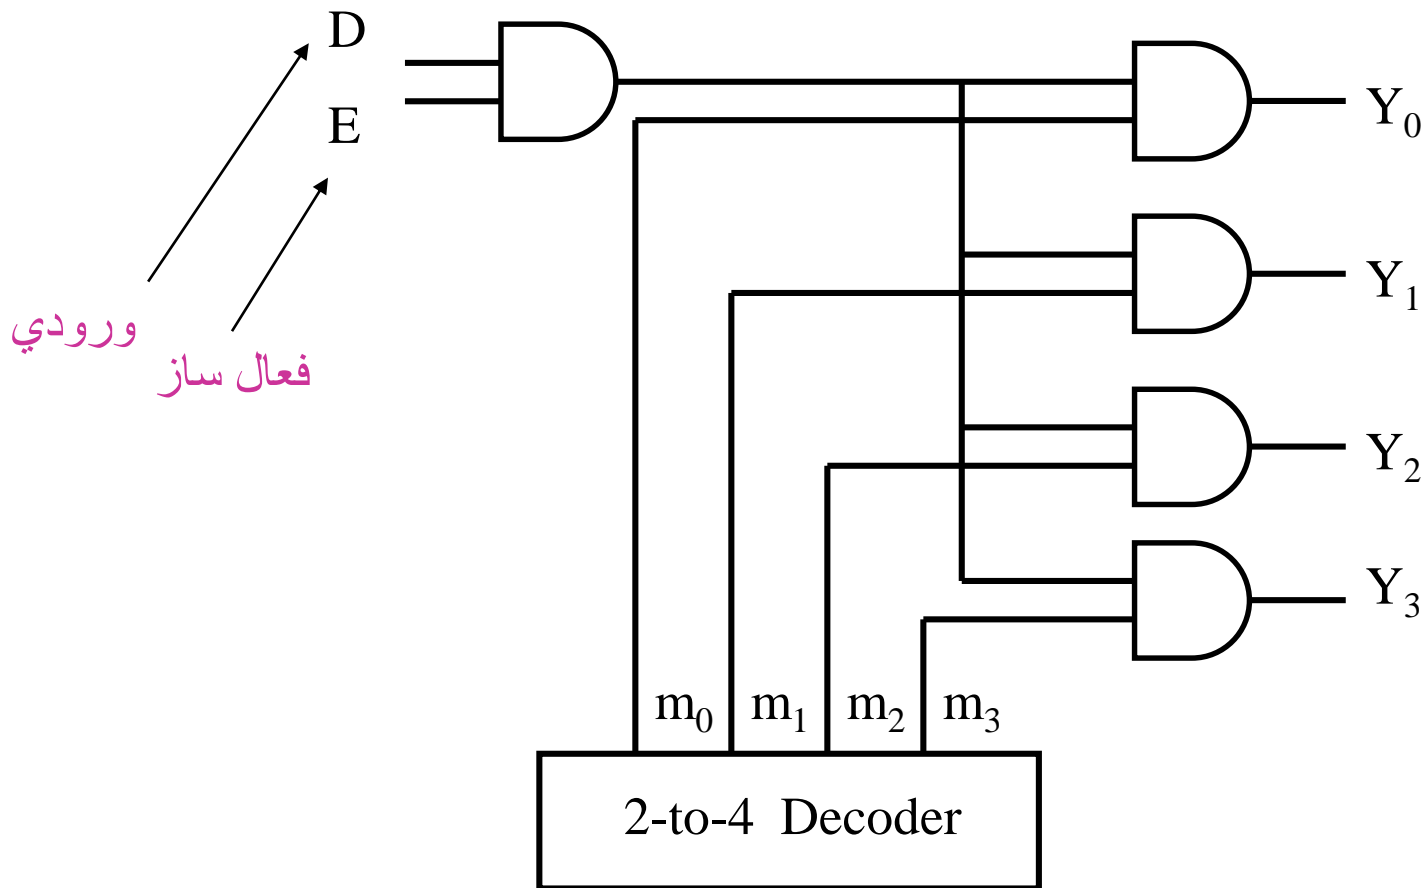 D
E
ورودي
فعال ساز
Y₀
Y₁
Y₂
Y₃
m₀ m₁ m₂ m₃
2-to-4 Decoder